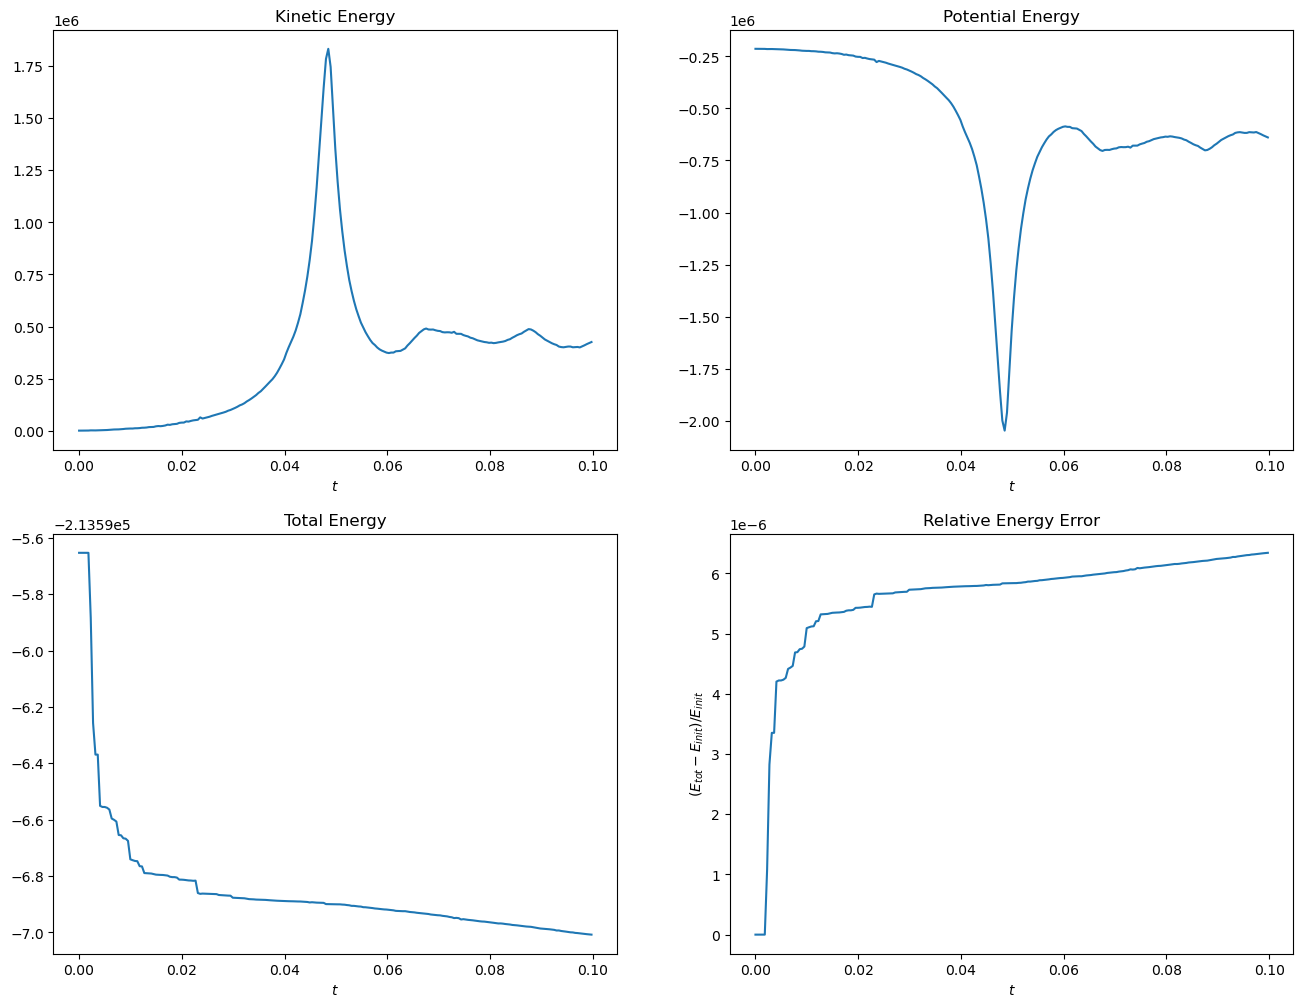 Kinetic Energy
1e6
1.75
1.50
1.25
1.00
0.75
0.50
0.25
0.00
0.00 0.02 0.04 0.06 0.08 0.10
t
Potential Energy
1e6
−0.25
−0.50
−0.75
−1.00
−1.25
−1.50
−1.75
−2.00
0.00 0.02 0.04 0.06 0.08 0.10
t
Total Energy
−2.1359e5
−5.6
−5.8
−6.0
−6.2
−6.4
−6.6
−6.8
−7.0
0.00 0.02 0.04 0.06 0.08 0.10
t
Relative Energy Error
1e−6
6
5
4
3
2
1
0
(E_{tot} − E_{init})/E_{init}
0.00 0.02 0.04 0.06 0.08 0.10
t